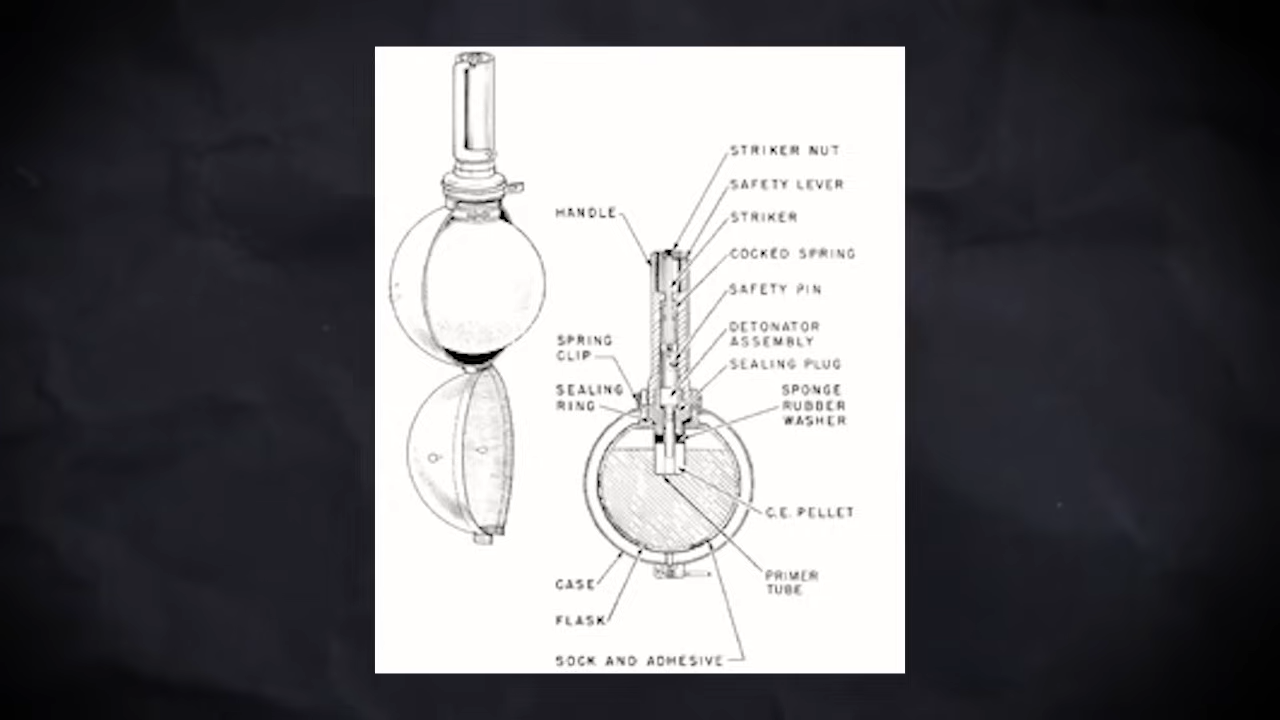 STRIKER NUT
SAFETY LEVER
HANDLE
STRIKER
COCKED SPRING
SAFETY PIN
DETONATOR
ASSEMBLY
SPRING
CLIP
SEALING PLUG
SEALING
RING
SPONGE
RUBBER
WASHER
C.E. PELLET
PRIMER
TUBE
CASE
FLASK
SOCK AND ADHESIVE